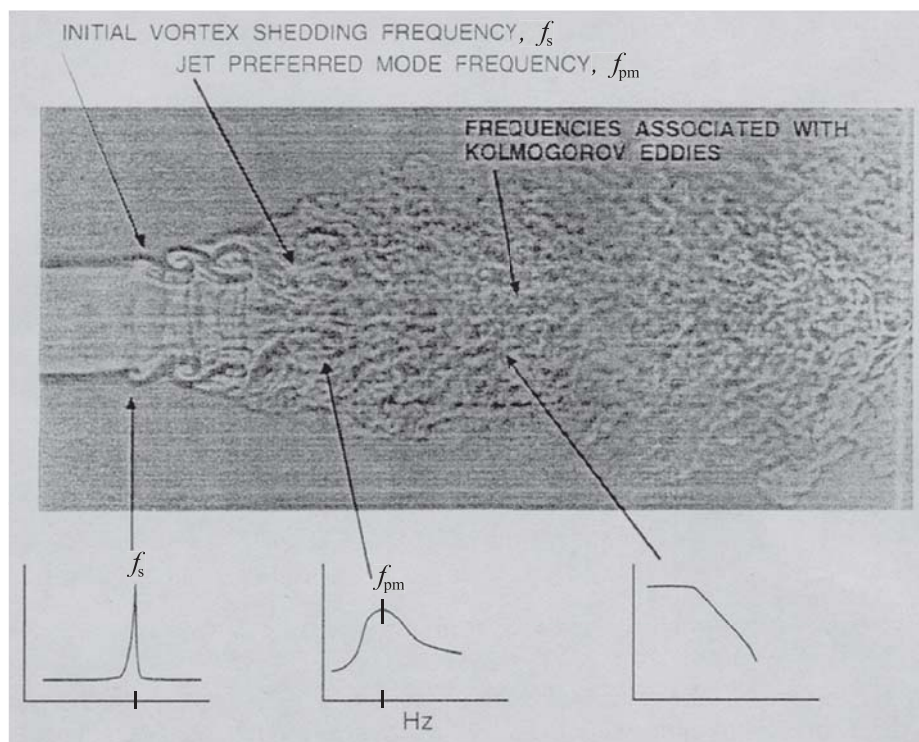 INITIAL VORTEX SHEDDING FREQUENCY, fs
JET PREFERRED MODE FREQUENCY, fpm
FREQUENCIES ASSOCIATED WITH
KOLMOGOROV EDDIES
fs
fpm
Hz